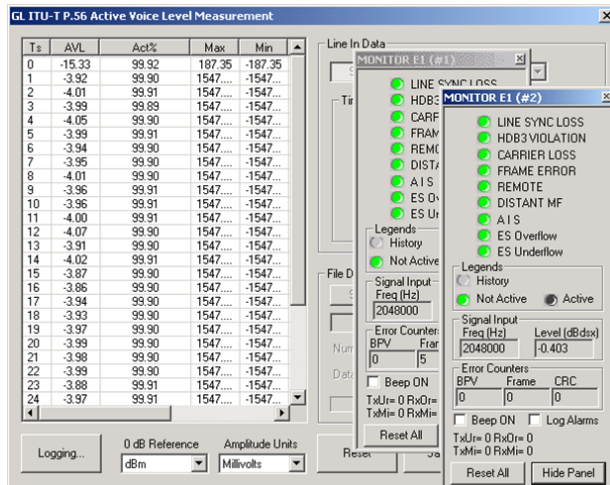 GL ITU-T P.56 Active Voice Level Measurement
Ts AVL Act% Max Min
0 -15.33 99.92 187.35 -187.35
1 -3.92 99.90 1547.... -1547...
2 -4.01 99.91 1547.... -1547...
3 -3.99 99.89 1547.... -1547...
4 -4.05 99.90 1547.... -1547...
5 -3.99 99.91 1547.... -1547...
6 -3.94 99.90 1547.... -1547...
7 -3.95 99.90 1547.... -1547...
8 -4.01 99.90 1547.... -1547...
9 -3.96 99.91 1547.... -1547...
10 -3.96 99.91 1547.... -1547...
11 -4.00 99.91 1547.... -1547...
12 -4.07 99.90 1547.... -1547...
13 -3.91 99.90 1547.... -1547...
14 -4.02 99.91 1547.... -1547...
15 -3.87 99.90 1547.... -1547...
16 -3.86 99.90 1547.... -1547...
17 -3.94 99.90 1547.... -1547...
18 -3.93 99.90 1547.... -1547...
19 -3.97 99.90 1547.... -1547...
20 -3.99 99.90 1547.... -1547...
21 -3.98 99.90 1547.... -1547...
22 -3.99 99.90 1547.... -1547...
23 -3.88 99.91 1547.... -1547...
24 -3.97 99.91 1547.... -1547...
Logging...
0 dB Reference
dBm
Amplitude Units
Millivolts
Line In Data
File D
Num
Data
Reset
MONITOR E1 (#1)
LINE SYNC LOSS
HDB3
CARF
FRAM
REMO
DISTA
A I S
ES O
ES Ur
Legends
History
Not Active
Signal Input
Freq (Hz)
2048000
Error Counters
BPV Fram
0 5
Beep ON
TxUr= 0 RxOr=
TxMi= 0 RxMi=
Reset All
MONITOR E1 (#2)
LINE SYNC LOSS
HDB3 VIOLATION
CARRIER LOSS
FRAME ERROR
REMOTE
DISTANT MF
A I S
ES Overflow
ES Underflow
Legends
History
Not Active Active
Signal Input
Freq (Hz) Level (dBdsx)
2048000 -0.403
Error Counters
BPV Frame CRC
0 0 0
Beep ON Log Alarms
TxUr= 0 RxOr= 0
TxMi= 0 RxMi= 0
Reset All Hide Panel